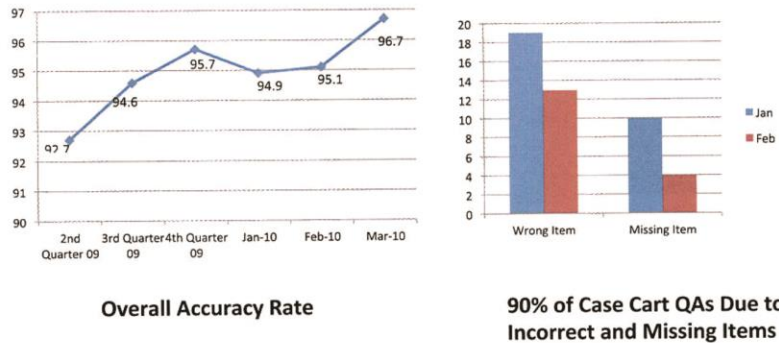 97
96
95
94
93
92
91
90
92.7
94.6
95.7
94.9
95.1
96.7
2nd Quarter 09
3rd Quarter 09
4th Quarter 09
Jan-10
Feb-10
Mar-10
Overall Accuracy Rate
20
18
16
14
12
10
8
6
4
2
0
Wrong Item
Missing Item
Jan
Feb
90% of Case Cart QAs Due to
Incorrect and Missing Items